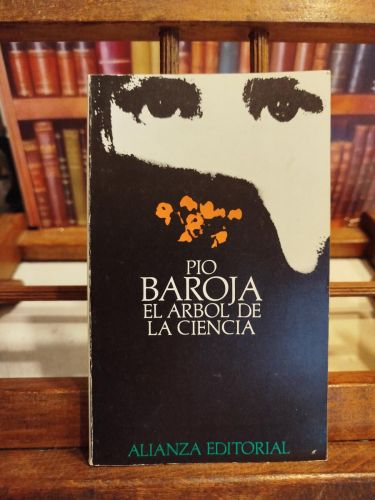 PIO
BAROJA
EL ARBOL DE
LA CIENCIA
ALIANZA EDITORIAL